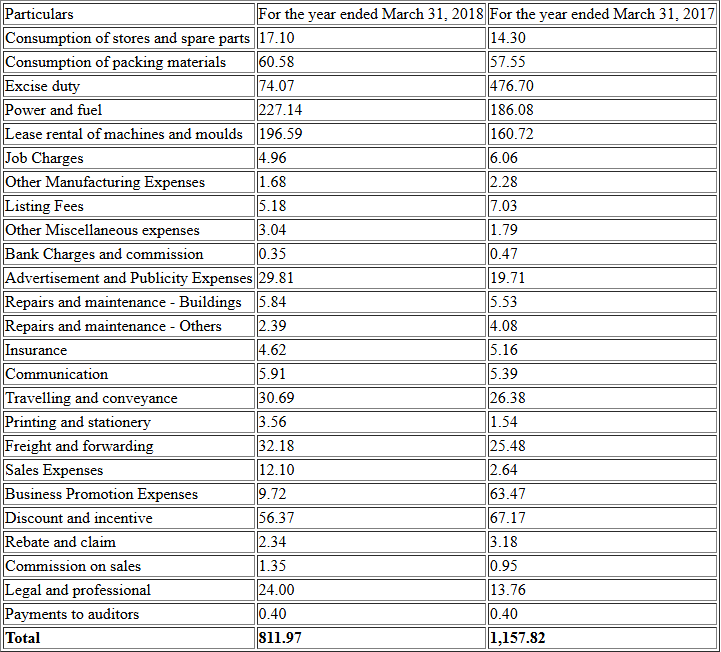 Particulars For the year ended March 31, 2018 For the year ended March 31, 2017
Consumption of stores and spare parts 17.10 14.30
Consumption of packing materials 60.58 57.55
Excise duty 74.07 476.70
Power and fuel 227.14 186.08
Lease rental of machines and moulds 196.59 160.72
Job Charges 4.96 6.06
Other Manufacturing Expenses 1.68 2.28
Listing Fees 5.18 7.03
Other Miscellaneous expenses 3.04 1.79
Bank Charges and commission 0.35 0.47
Advertisement and Publicity Expenses 29.81 19.71
Repairs and maintenance - Buildings 5.84 5.53
Repairs and maintenance - Others 2.39 4.08
Insurance 4.62 5.16
Communication 5.91 5.39
Travelling and conveyance 30.69 26.38
Printing and stationery 3.56 1.54
Freight and forwarding 32.18 25.48
Sales Expenses 12.10 2.64
Business Promotion Expenses 9.72 63.47
Discount and incentive 56.37 67.17
Rebate and claim 2.34 3.18
Commission on sales 1.35 0.95
Legal and professional 24.00 13.76
Payments to auditors 0.40 0.40
Total 811.97 1,157.82